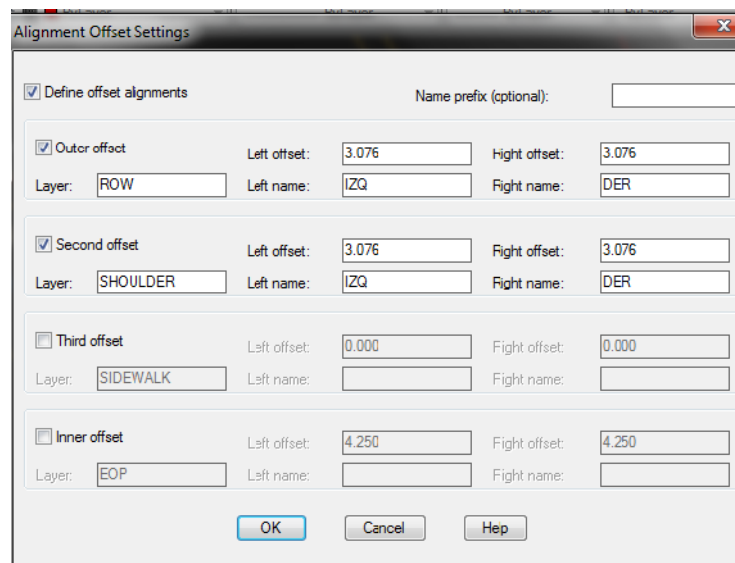 Alignment Offset Settings
Define offset alignments Name prefix (optional):
Outer offset Left offset: 3.076 Right offset: 3.076
Layer: ROW Left name: IZQ Right name: DER
Second offset Left offset: 3.076 Right offset: 3.076
Layer: SHOULDER Left name: IZQ Right name: DER
Third offset Left offset: 0.000 Right offset: 0.000
Layer: SIDEWALK Left name: Right name:
Inner offset Left offset: 4.250 Right offset: 4.250
Layer: EOP Left name: Right name:
OK Cancel Help